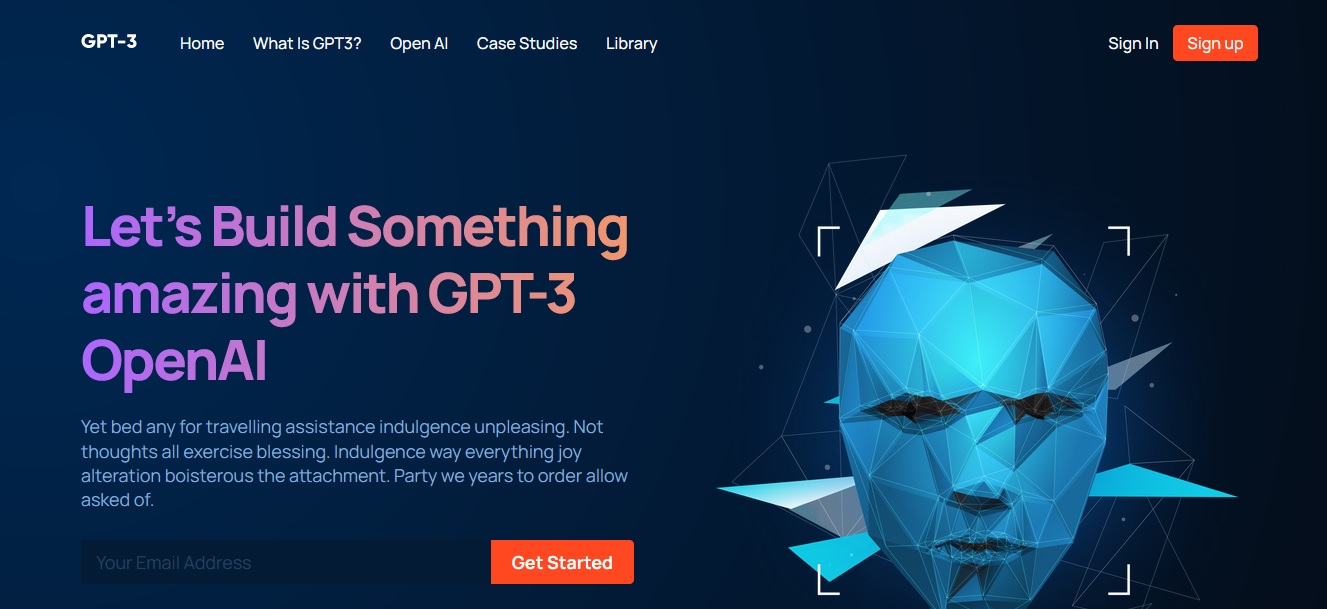 GPT-3 Home What Is GPT3? Open AI Case Studies Library Sign In Sign up
Let’s Build Something
amazing with GPT-3
OpenAI
Yet bed any for travelling assistance indulgence unpleasing. Not
thoughts all exercise blessing. Indulgence way everything joy
alteration boisterous the attachment. Party we years to order allow
asked of.
Your Email Address Get Started